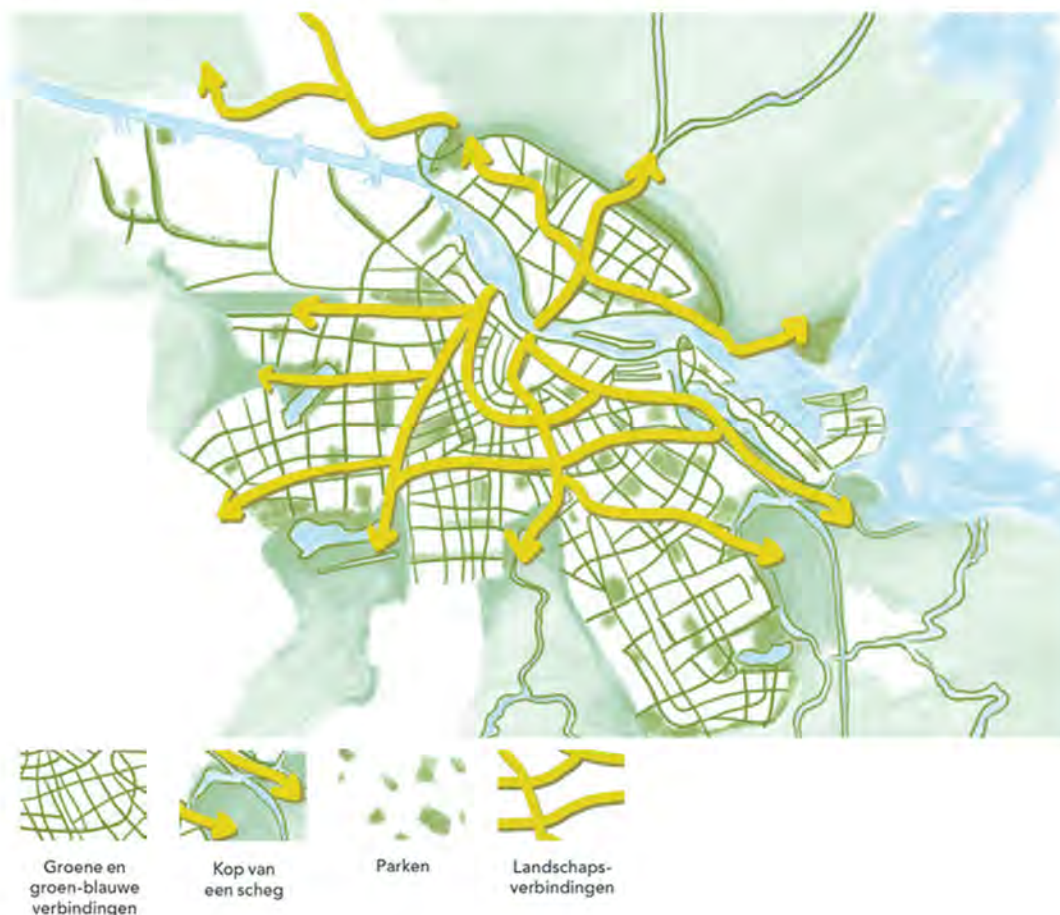 Groene en
groen-blauwe
verbindingen
Kop van
een scheg
Parken
Landschaps-
verbindingen